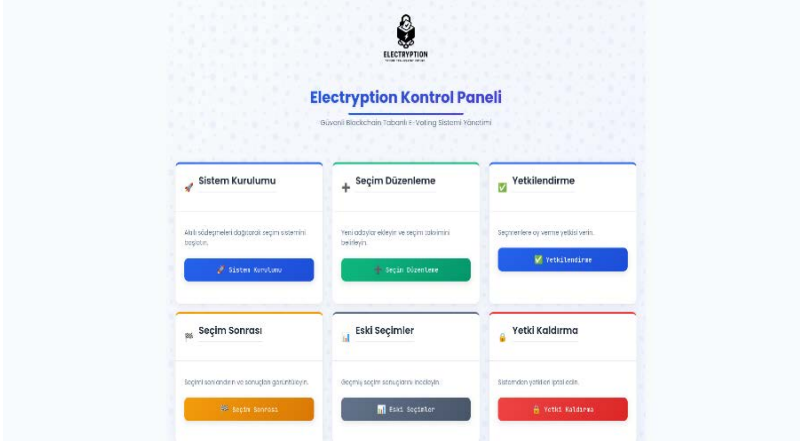 ELECTRYPTION
Electryption Kontrol Paneli
Güvenli Blockchain Tabanlı E-Voting Sistemi Yönetimi
Sistem Kurulumu
Akıllı sözleşmeleri dağıtarak seçim sistemini
başlatın.
Sistem Kurulumu
Seçim Düzenleme
Yeni adaylar ekleyin ve seçim takvimini
belirleyin.
Seçim Düzenleme
Yetkilendirme
Seçmenlere oy verme yetkisi verin.
Yetkilendirme
Seçim Sonrası
Seçimi sonlandırın ve sonuçları görüntüleyin.
Seçim Sonrası
Eski Seçimler
Geçmiş seçim sonuçlarını inceleyin.
Eski Seçimler
Yetki Kaldırma
Sistemden yetkileri iptal edin.
Yetki Kaldırma